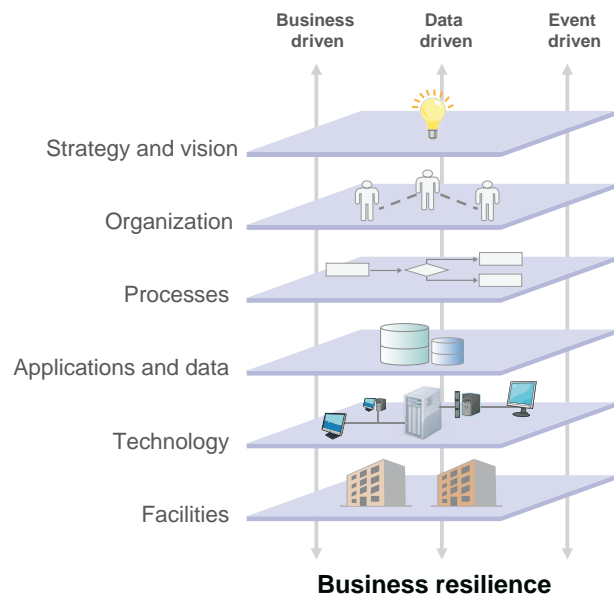 Business Data Event
driven driven driven
Strategy and vision
Organization
Processes
Applications and data
Technology
Facilities
Business resilience